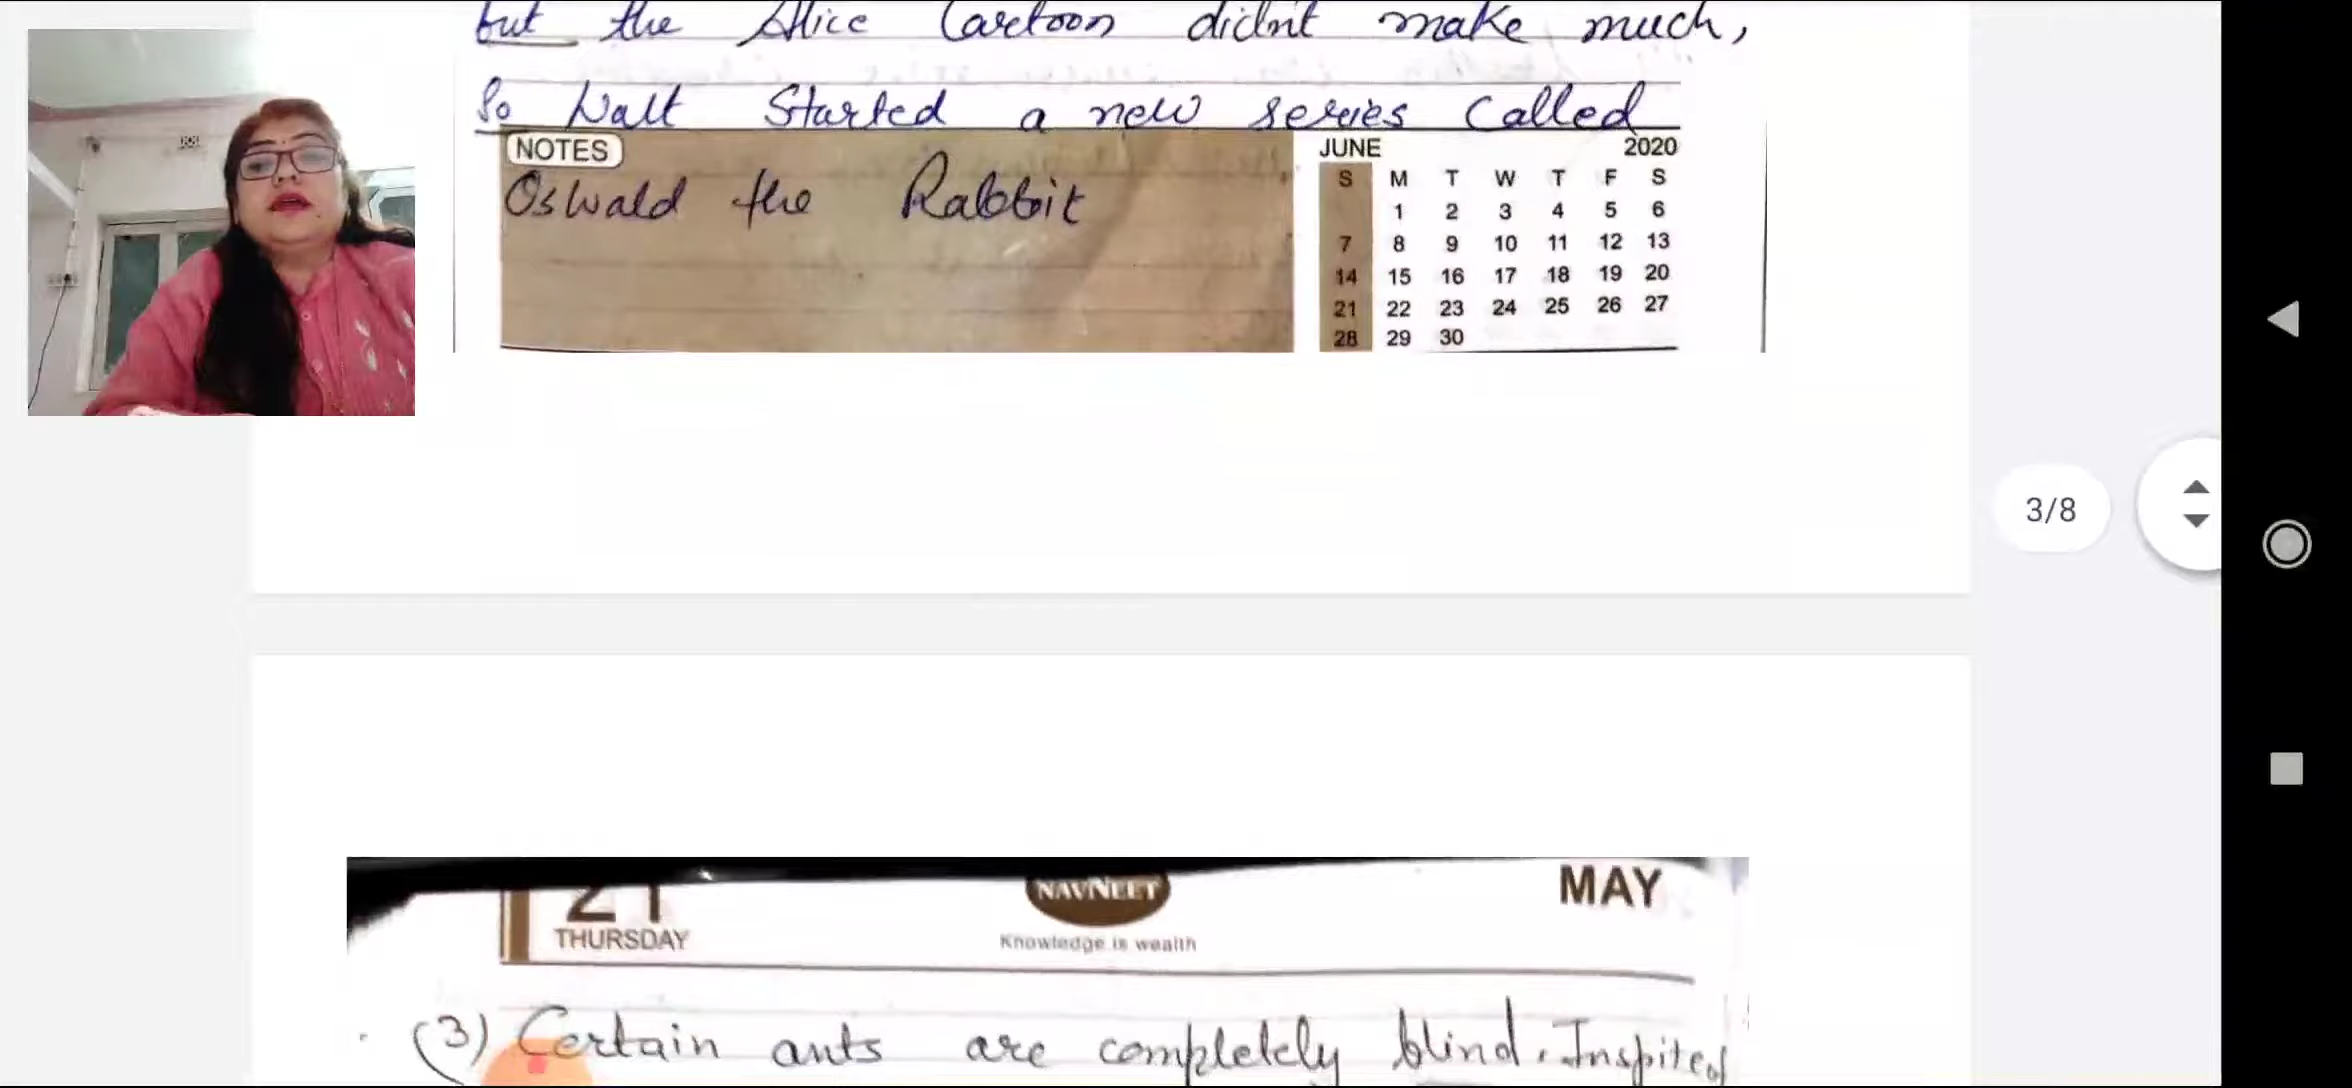 but the Alice Cartoon didnt make much,
So Walt Started a new series Called
NOTES
Oswald the Rabbit
JUNE 2020
S M T W T F S
1 2 3 4 5 6
7 8 9 10 11 12 13
14 15 16 17 18 19 20
21 22 23 24 25 26 27
28 29 30
3/8
21 NAVNEET MAY
THURSDAY Knowledge is wealth
(3) Certain ants are completely blind. Inspite of